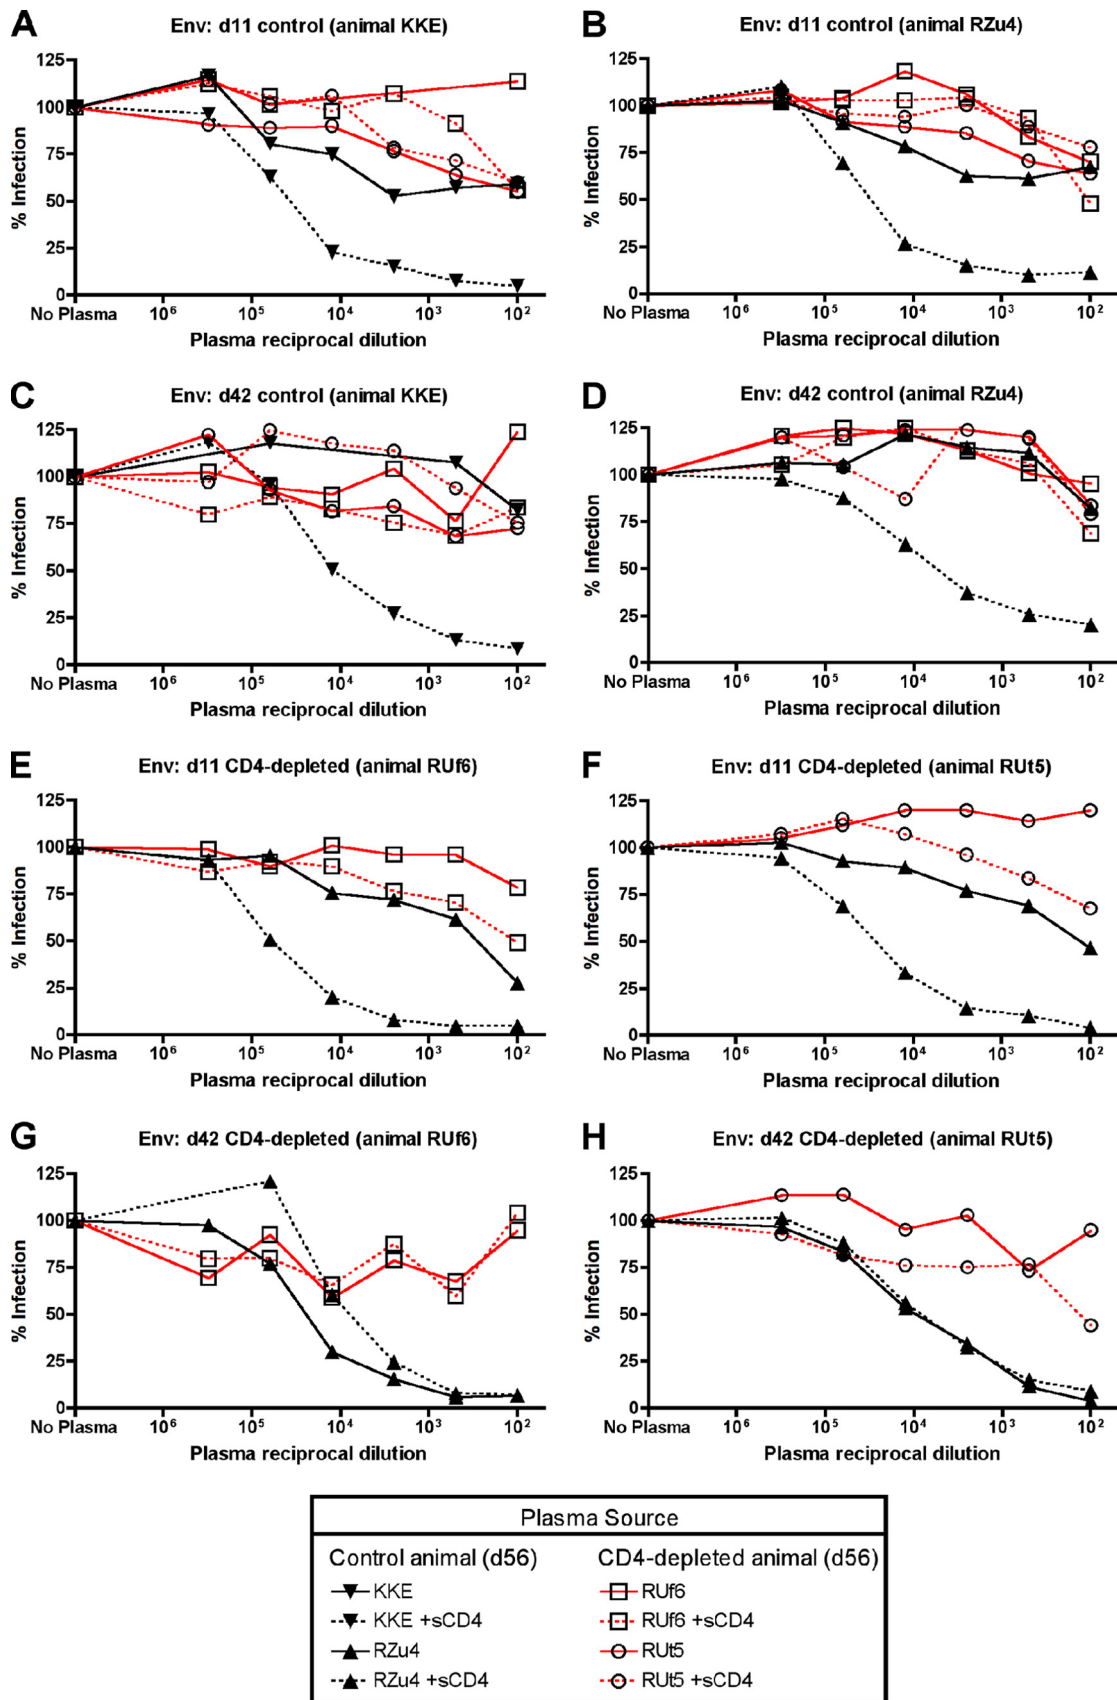 A
Env: d11 control (animal KKE)
% Infection
125
100
75
50
25
0
No Plasma
10⁶
10⁵
10⁴
10³
10²
Plasma reciprocal dilution
B
Env: d11 control (animal RZu4)
% Infection
125
100
75
50
25
0
No Plasma
10⁶
10⁵
10⁴
10³
10²
Plasma reciprocal dilution
C
Env: d42 control (animal KKE)
% Infection
125
100
75
50
25
0
No Plasma
10⁶
10⁵
10⁴
10³
10²
Plasma reciprocal dilution
D
Env: d42 control (animal RZu4)
% Infection
125
100
75
50
25
0
No Plasma
10⁶
10⁵
10⁴
10³
10²
Plasma reciprocal dilution
E
Env: d11 CD4-depleted (animal RUf6)
% Infection
125
100
75
50
25
0
No Plasma
10⁶
10⁵
10⁴
10³
10²
Plasma reciprocal dilution
F
Env: d11 CD4-depleted (animal RUt5)
% Infection
125
100
75
50
25
0
No Plasma
10⁶
10⁵
10⁴
10³
10²
Plasma reciprocal dilution
G
Env: d42 CD4-depleted (animal RUf6)
% Infection
125
100
75
50
25
0
No Plasma
10⁶
10⁵
10⁴
10³
10²
Plasma reciprocal dilution
H
Env: d42 CD4-depleted (animal RUt5)
% Infection
125
100
75
50
25
0
No Plasma
10⁶
10⁵
10⁴
10³
10²
Plasma reciprocal dilution
Plasma Source
Control animal (d56)
KKE
KKE +sCD4
RZu4
RZu4 +sCD4
CD4-depleted animal (d56)
RUf6
RUf6 +sCD4
RUt5
RUt5 +sCD4